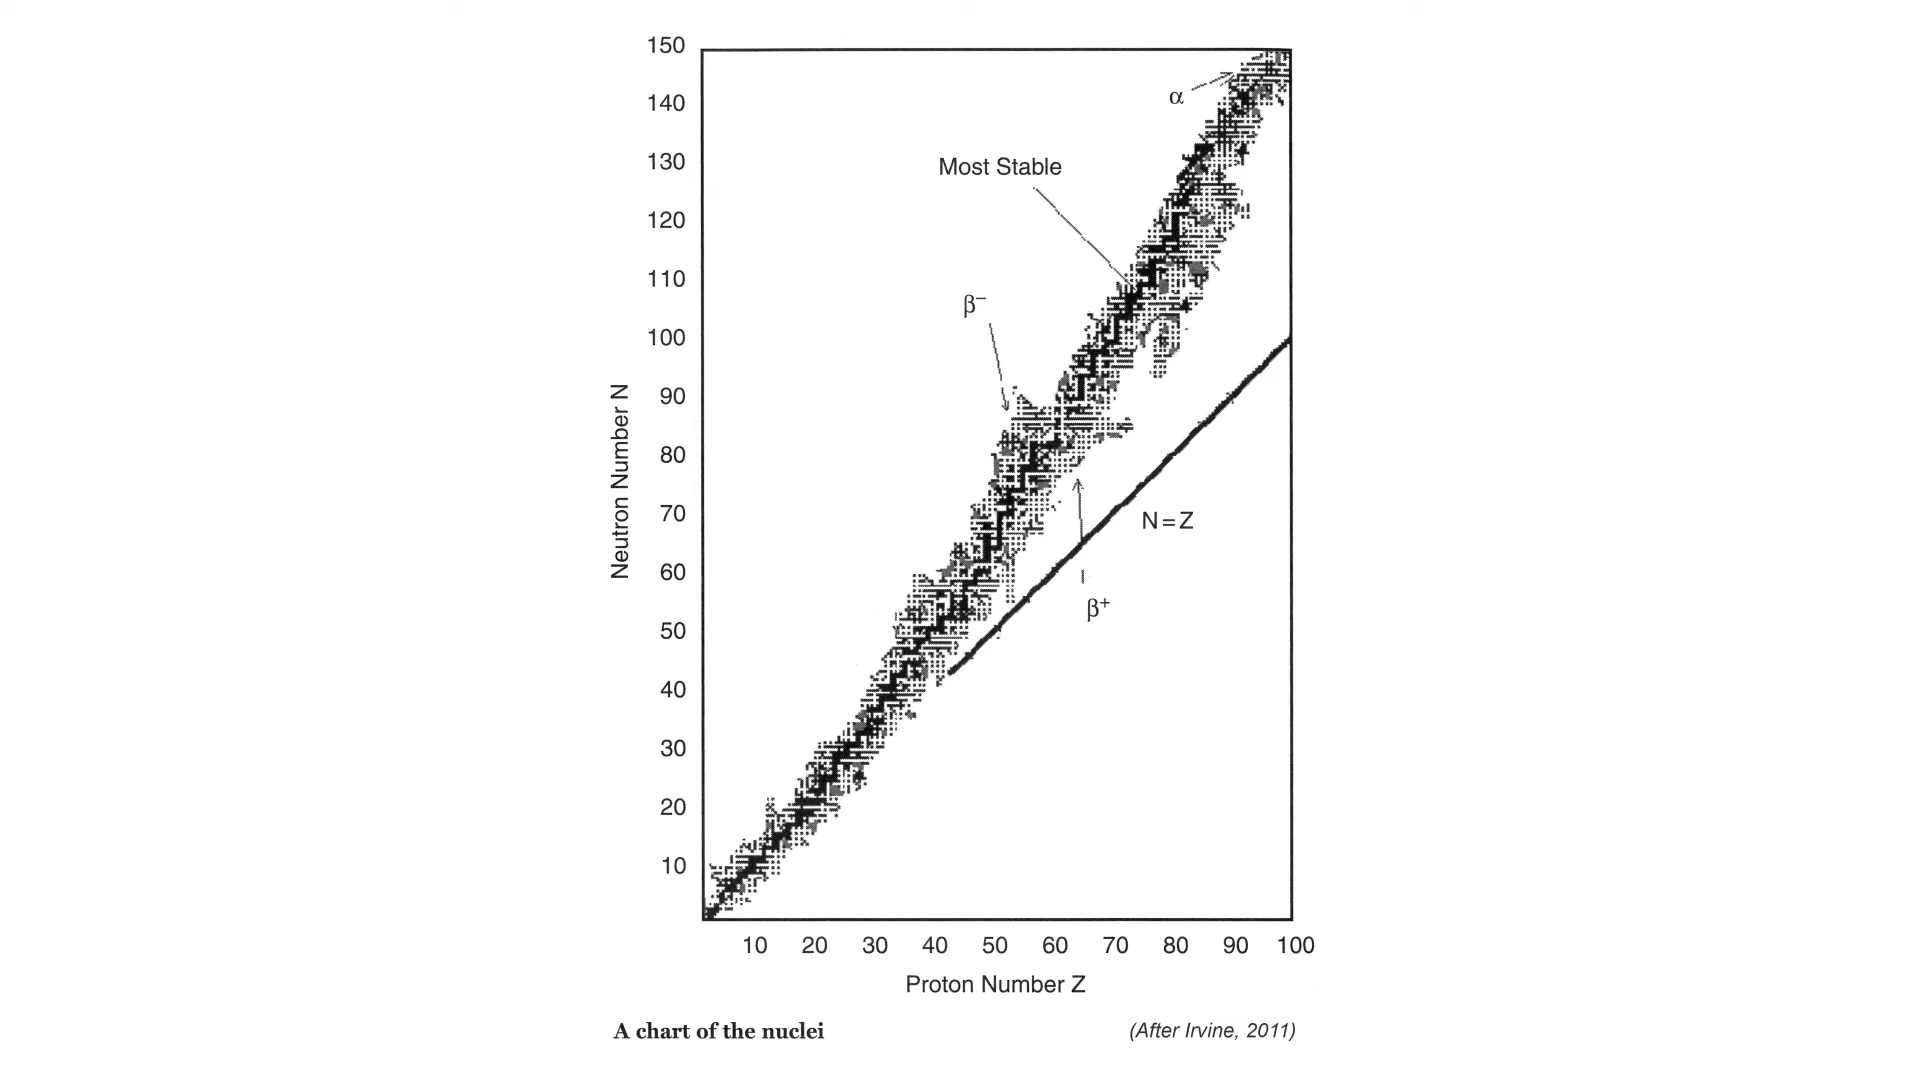 150
140
130
120
110
100
90
80
70
60
50
40
30
20
10
Neutron Number N
α
Most Stable
β−
N=Z
β+
10 20 30 40 50 60 70 80 90 100
Proton Number Z
A chart of the nuclei
(After Irvine, 2011)